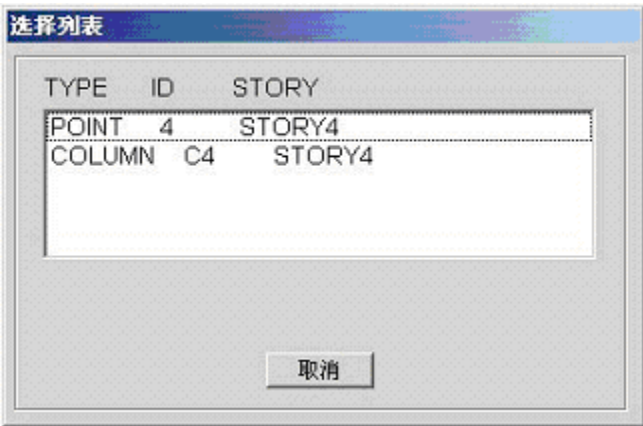 选择列表
TYPE ID STORY
POINT 4 STORY4
COLUMN C4 STORY4
取消